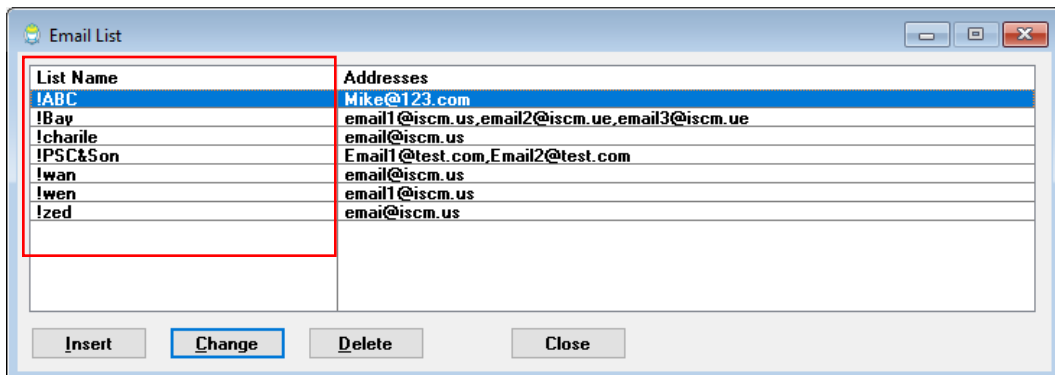 Email List
List Name Addresses
!ABC Mike@123.com
!Bay email1@iscm.us,email2@iscm.ue,email3@iscm.ue
!charile email@iscm.us
!PSC&Son Email1@test.com,Email2@test.com
!wan email@iscm.us
!wen email1@iscm.us
!zed emai@iscm.us
Insert Change Delete Close